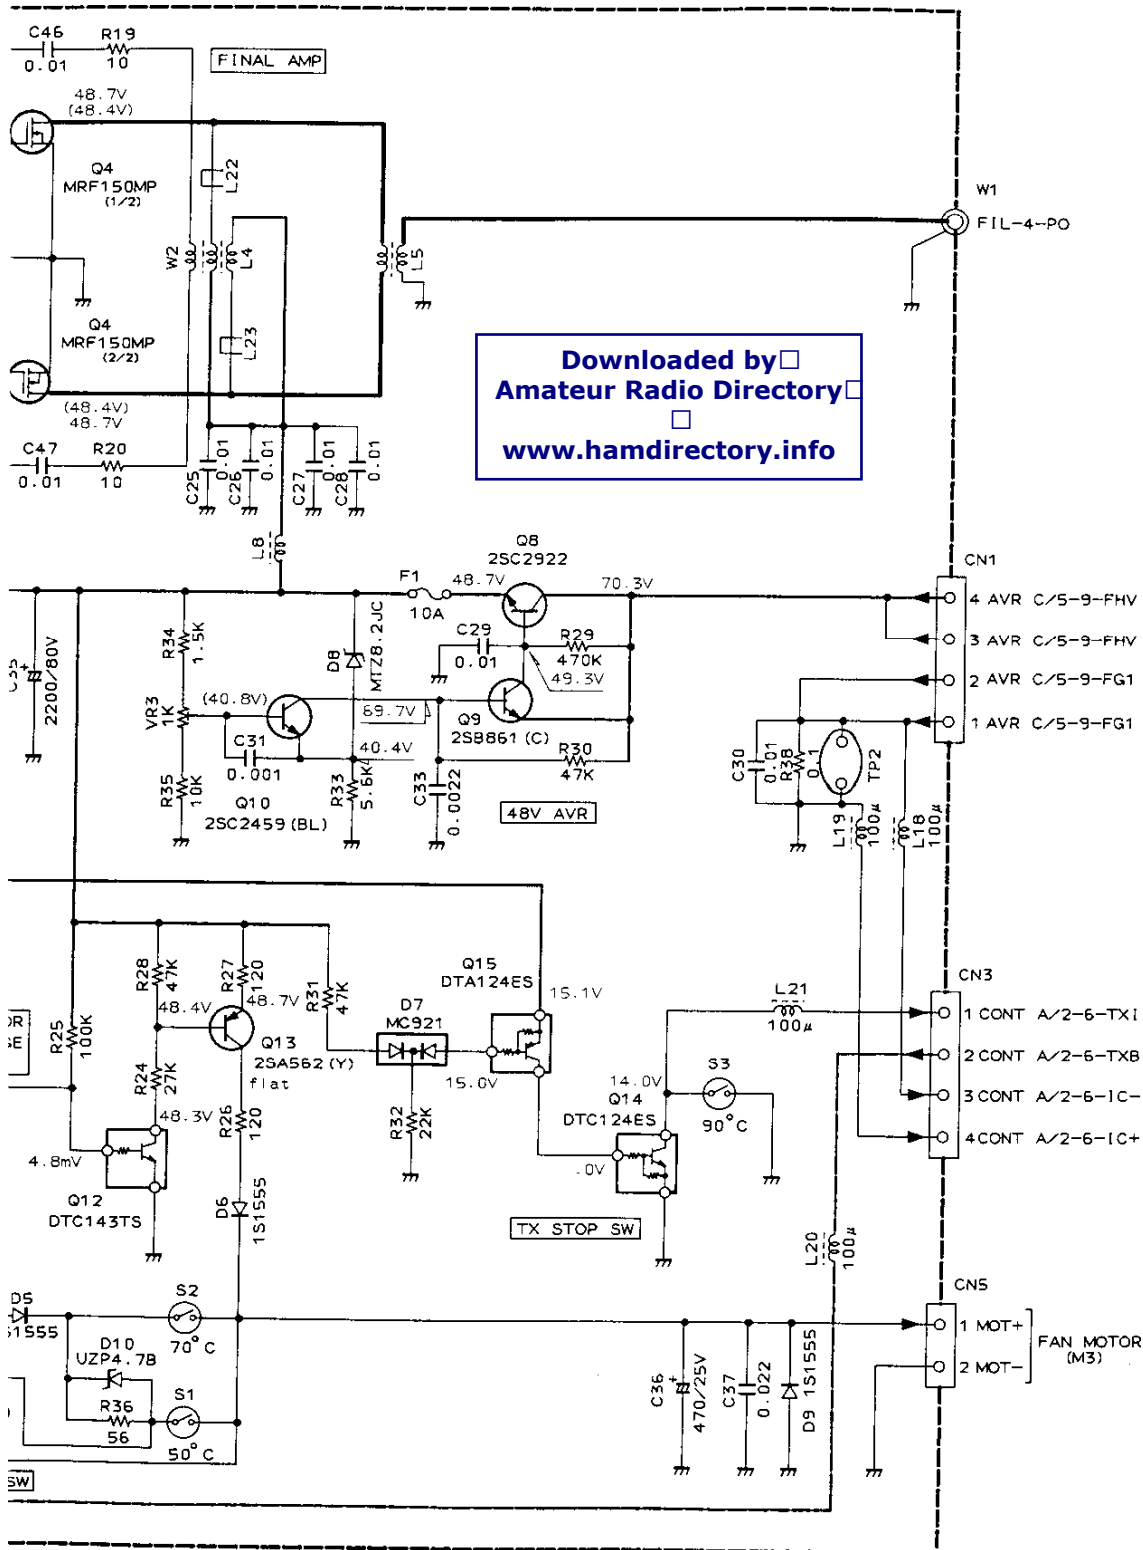 C46
R19
0.01
10
FINAL AMP
48.7V
(48.4V)
Q4
MRF150MP
(1/2)
L22
W1
FIL-4-PO
W2
L4
L5
Q4
MRF150MP
(2/2)
L23
(48.4V)
48.7V
Downloaded by
Amateur Radio Directory
www.hamdirectory.info
C47
R20
0.01
10
C25
0.01
C26
0.01
C27
0.01
C28
0.01
L8
Q8
2SC2922
CN1
F1
48.7V
70.3V
10A
4 AVR C/5-9-FHV
3 AVR C/5-9-FHV
2 AVR C/5-9-FG1
1 AVR C/5-9-FG1
2200/80V
R34
1.5K
D8
MTZ8.2JC
C29
0.01
R29
470K
49.3V
VR3
1K
(40.8V)
69.7V
Q9
2SB861(C)
C31
0.001
40.4V
R30
47K
R35
10K
Q10
2SC2459(BL)
R33
5.6K
C33
0.0022
48V AVR
C30
0.01
R38
0.1
TP2
L19
100μ
L18
100μ
R28
47K
R27
120
R31
47K
Q15
DTA124ES
CN3
L21
100μ
15.1V
48.4V
48.7V
D7
MC921
R25
100K
Q13
2SA562(Y)
flat
15.0V
1 CONT A/2-6-TXI
2 CONT A/2-6-TXB
3 CONT A/2-6-IC-
4 CONT A/2-6-IC+
R24
27K
R26
120
R32
22K
14.0V
Q14
DTC124ES
S3
90°C
48.3V
4.8mV
.0V
Q12
DTC143TS
D6
1S1555
TX STOP SW
L20
100μ
D5
S1555
S2
70°C
CN5
1 MOT+
2 MOT-
FAN MOTOR
(M3)
D10
UZP4.7B
R36
56
S1
50°C
C36
470/25V
C37
0.022
D9 1S1555
SW